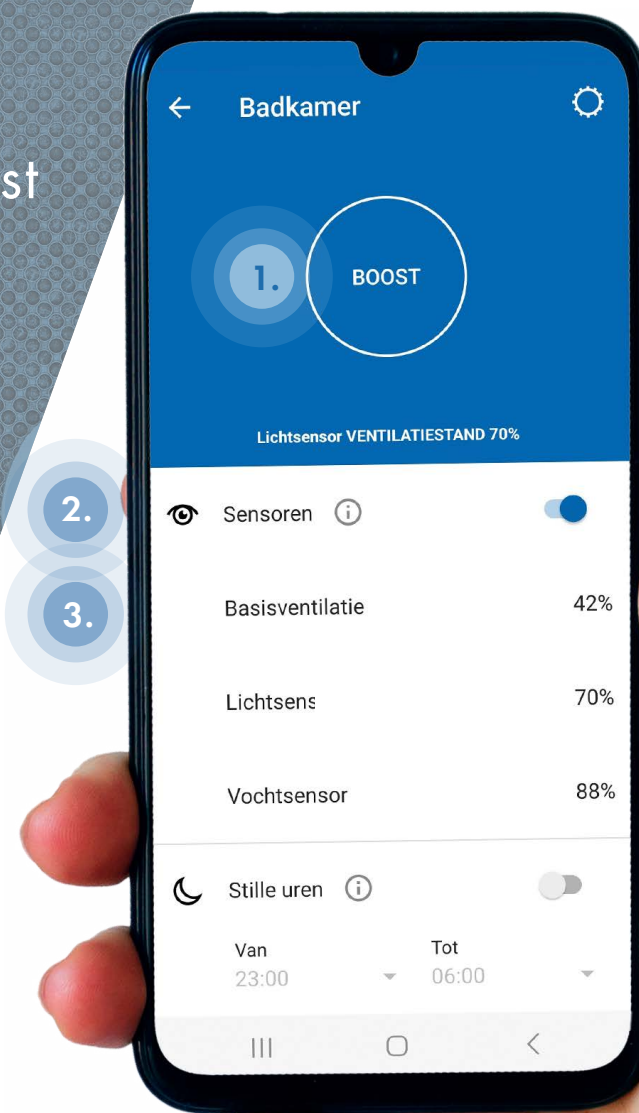 st
Badkamer
1.
BOOST
Lichtsensor VENTILATIESTAND 70%
2.
Sensoren
3.
Basisventilatie 42%
Lichtsens 70%
Vochtsensor 88%
Stille uren
Van Tot
23:00 06:00